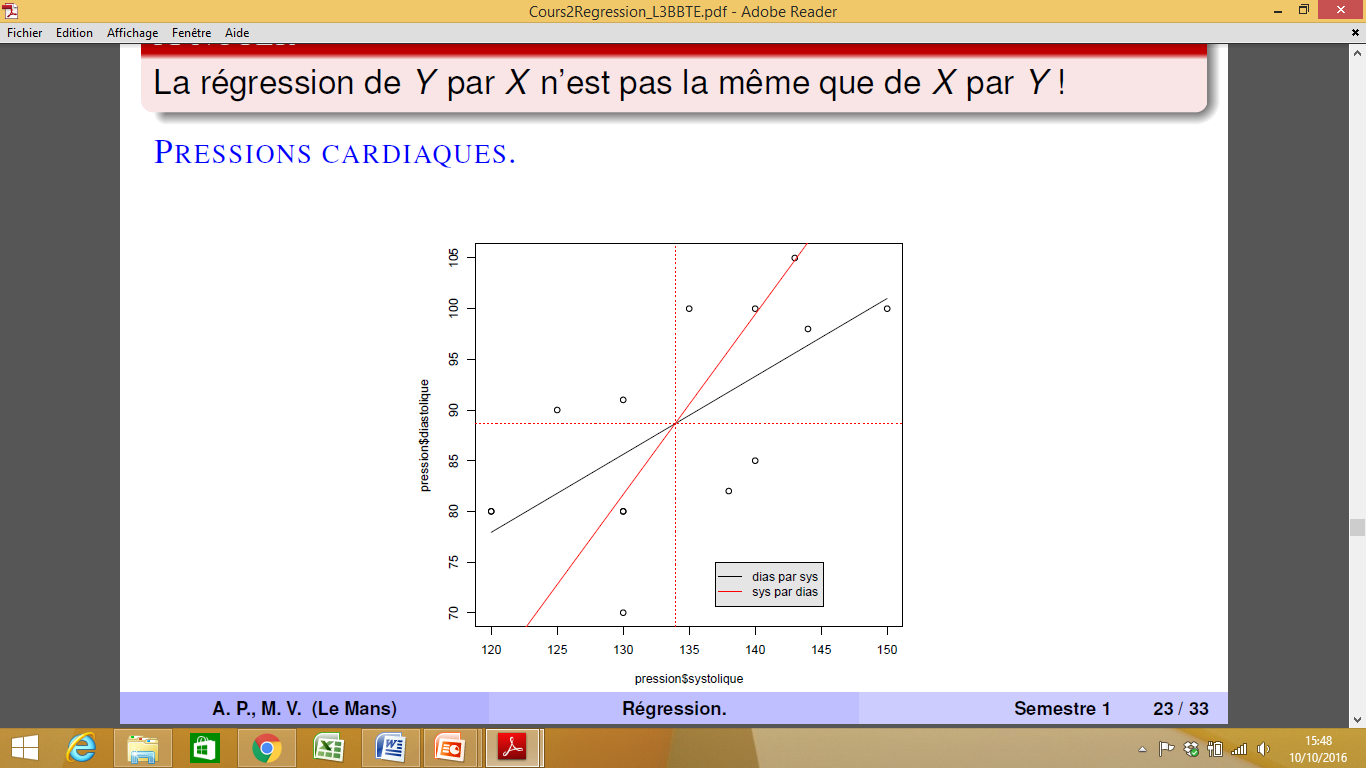 Cours2Regression_L3BBTE.pdf - Adobe Reader
Fichier Edition Affichage Fenêtre Aide
La régression de Y par X n'est pas la même que de X par Y !
PRESSIONS CARDIAQUES.
pression$diastolique
105
100
95
90
85
80
75
70
dias par sys
sys par dias
120 125 130 135 140 145 150
pression$systolique
A. P., M. V. (Le Mans) Régression. Semestre 1 23 / 33
15:48
10/10/2016